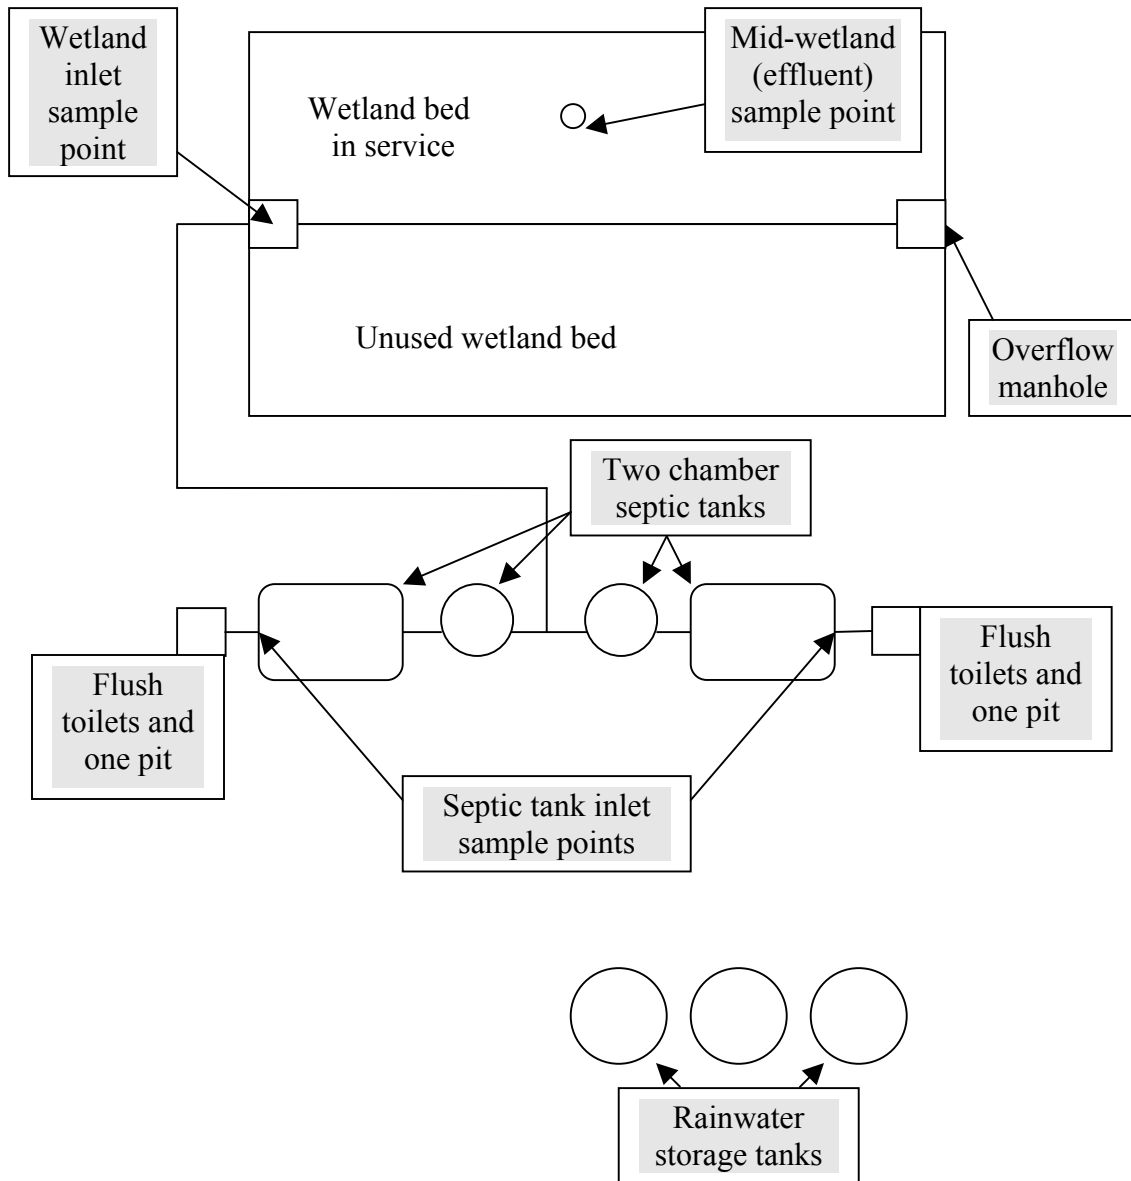 Wetland
inlet
sample
point
Mid-wetland
(effluent)
sample point
Wetland bed
in service
Unused wetland bed
Overflow
manhole
Two chamber
septic tanks
Flush
toilets and
one pit
Flush
toilets and
one pit
Septic tank inlet
sample points
Rainwater
storage tanks